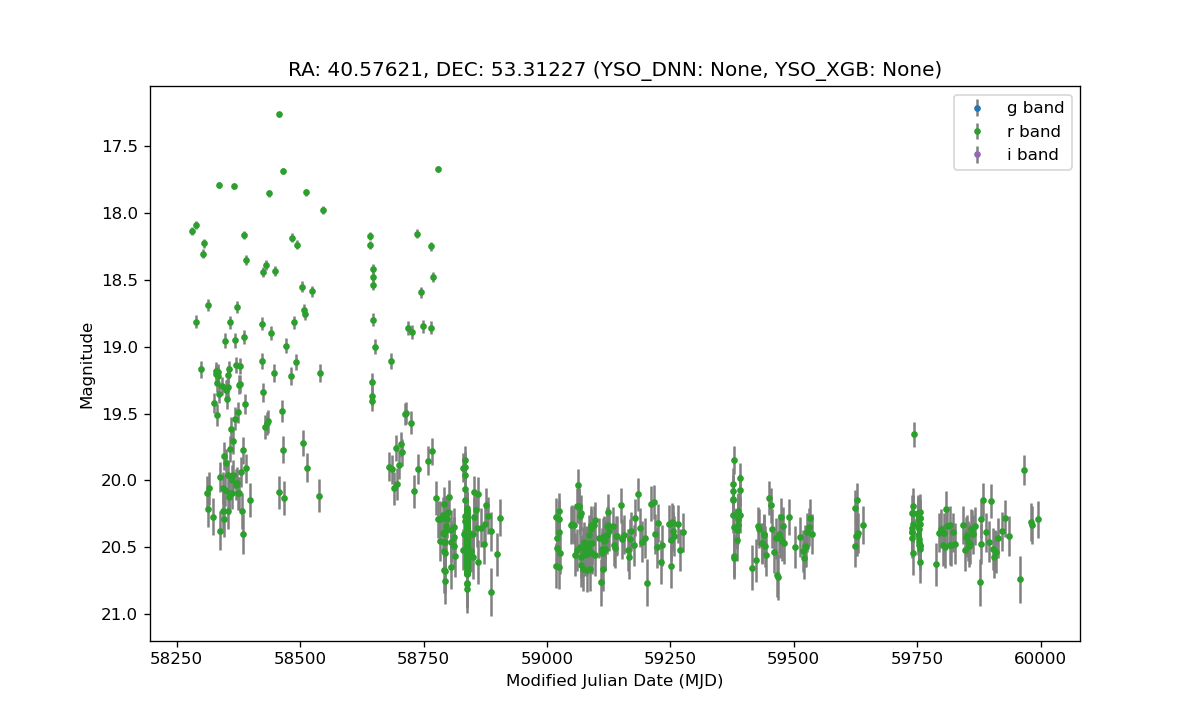 RA: 40.57621, DEC: 53.31227 (YSO_DNN: None, YSO_XGB: None)
g band
r band
i band
17.5
18.0
18.5
19.0
19.5
20.0
20.5
21.0
Magnitude
58250 58500 58750 59000 59250 59500 59750 60000
Modified Julian Date (MJD)